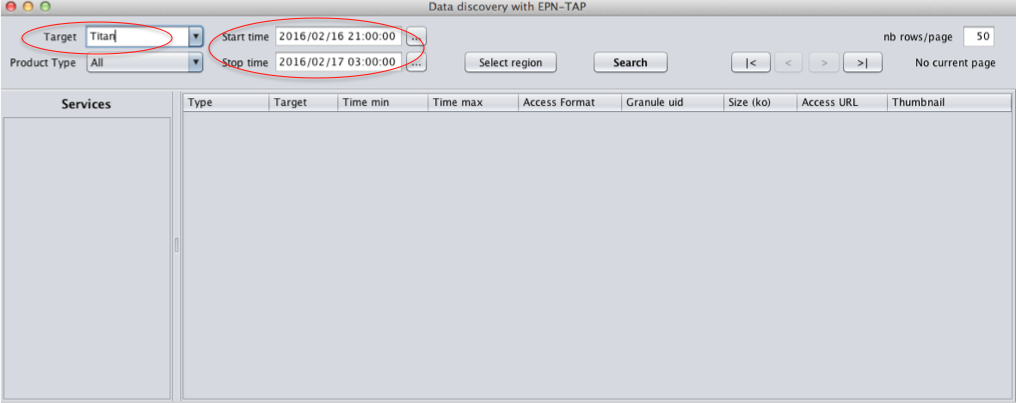 Data discovery with EPN-TAP
Target Titan Start time 2016/02/16 21:00:00 ... nb rows/page 50
Product Type All Stop time 2016/02/17 03:00:00 ... Select region Search |< < > >| No current page
Services Type Target Time min Time max Access Format Granule uid Size (ko) Access URL Thumbnail